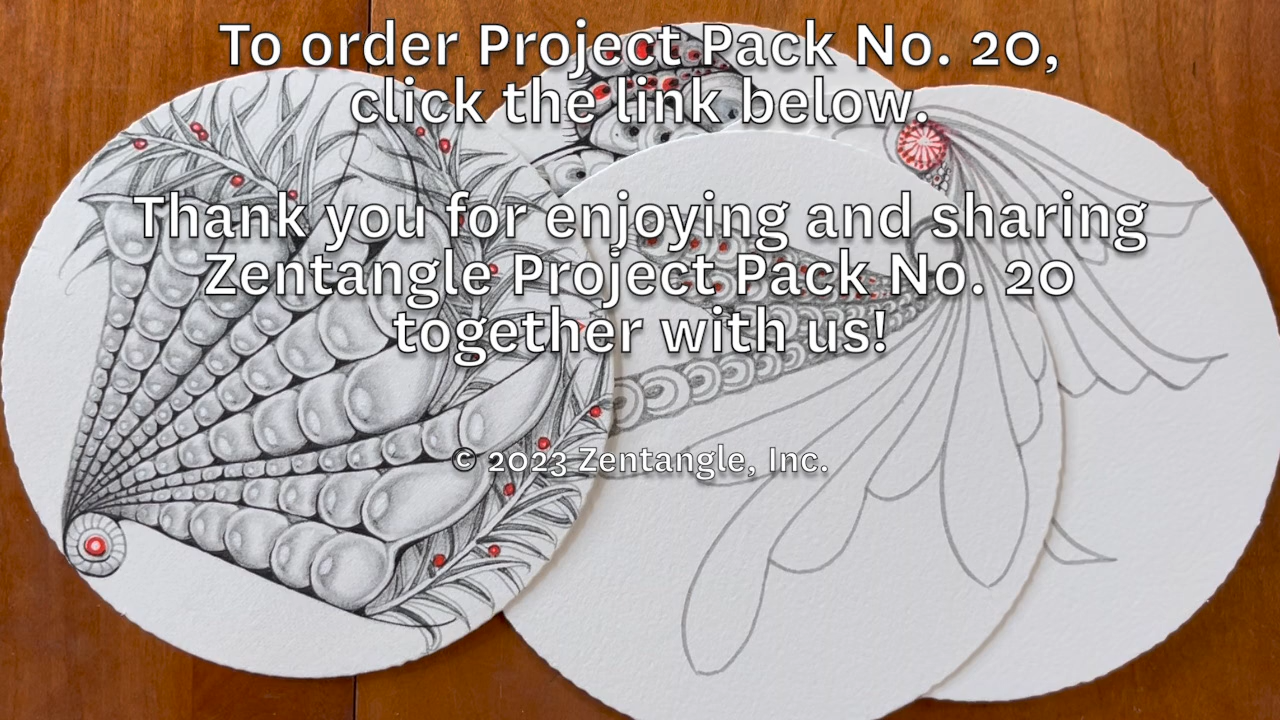 To order Project Pack No. 20,
click the link below.
Thank you for enjoying and sharing
Zentangle Project Pack No. 20
together with us!
© 2023 Zentangle, Inc.